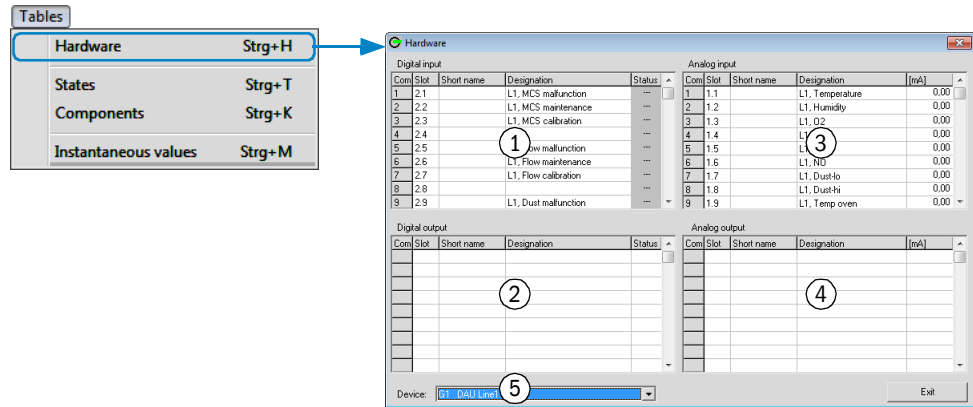 Tables
Hardware Strg+H
States Strg+T
Components Strg+K
Instantaneous values Strg+M
Hardware
Digital input
Com Slot Short name Designation Status
1 2.1 L1, MCS malfunction ---
2 2.2 L1, MCS maintenance ---
3 2.3 L1, MCS calibration ---
4 2.4 ---
5 2.5 ow malfunction ---
6 2.6 L1, Flow maintenance ---
7 2.7 L1, Flow calibration ---
8 2.8 ---
9 2.9 L1, Dust malfunction ---
1
Analog input
Com Slot Short name Designation [mA]
1 1.1 L1, Temperature 0,00
2 1.2 L1, Humidity 0,00
3 1.3 L1, O2 0,00
4 1.4 0,00
5 1.5 0,00
6 1.6 L1, NO 0,00
7 1.7 L1, Dust-lo 0,00
8 1.8 L1, Dust-hi 0,00
9 1.9 L1, Temp oven 0,00
3
Digital output
Com Slot Short name Designation Status
2
Analog output
Com Slot Short name Designation [mA]
4
Device: G1 DAU Line1
5
Exit